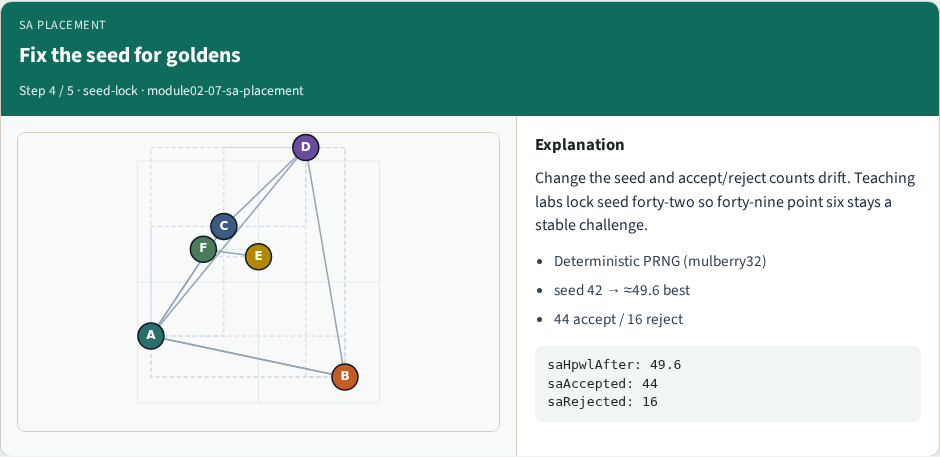 SA PLACEMENT
Fix the seed for goldens
Step 4 / 5 · seed-lock · module02-07-sa-placement
D
C
F
E
A
B
Explanation
Change the seed and accept/reject counts drift. Teaching
labs lock seed forty-two so forty-nine point six stays a
stable challenge.
• Deterministic PRNG (mulberry32)
• seed 42 → ≈49.6 best
• 44 accept / 16 reject
saHpwlAfter: 49.6
saAccepted: 44
saRejected: 16